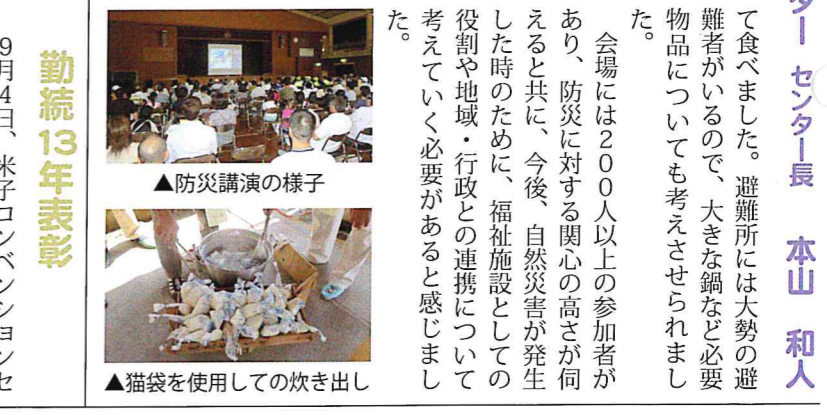 ター センター長 本山 和人
て食べました。避難所には大勢の避
難者がいるので、大きな鍋など必要
物品についても考えさせられまし
た。
会場には200人以上の参加者が
あり、防災に対する関心の高さが伺
えると共に、今後、自然災害が発生
した時のために、福祉施設としての
役割や地域・行政との連携について
考えていく必要があると感じまし
た。
▲防災講演の様子
▲猫袋を使用しての炊き出し
勤続13年表彰
9月4日、米子コンベンションセ